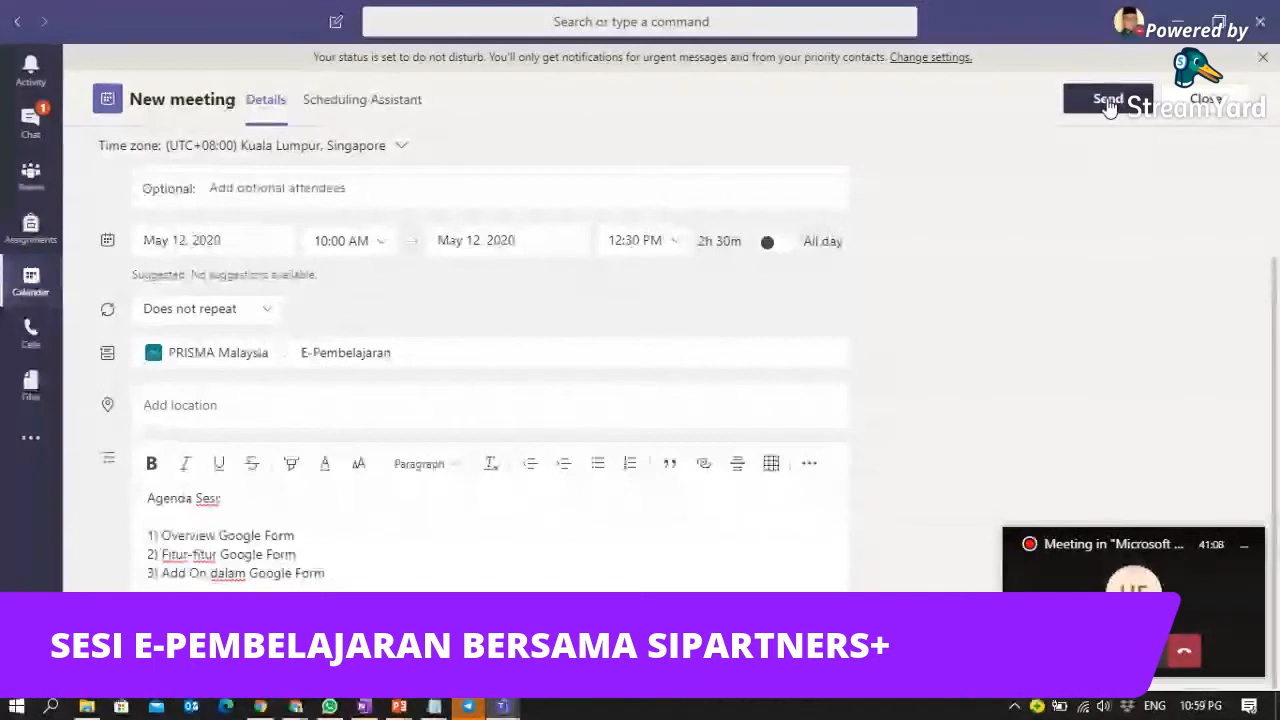 Search or type a command
Powered by
StreamYard
Your status is set to do not disturb. You'll only get notifications for urgent messages and from your priority contacts. Change settings.
New meeting Details Scheduling Assistant Send Close
Activity
Chat 1
Teams
Assignments
Calendar
Calls
Files
Time zone: (UTC+08:00) Kuala Lumpur, Singapore
Optional: Add optional attendees
May 12, 2020 10:00 AM → May 12, 2020 12:30 PM 2h 30m All day
Suggested: No suggestions available.
Does not repeat
PRISMA Malaysia E-Pembelajaran
Add location
B I U S A AA Paragraph
Agenda Sesi:
1) Overview Google Form
2) Fitur-fitur Google Form
3) Add On dalam Google Form
Meeting in "Microsoft ... 41:08
SESI E-PEMBELAJARAN BERSAMA SIPARTNERS+
ENG 10:59 PG